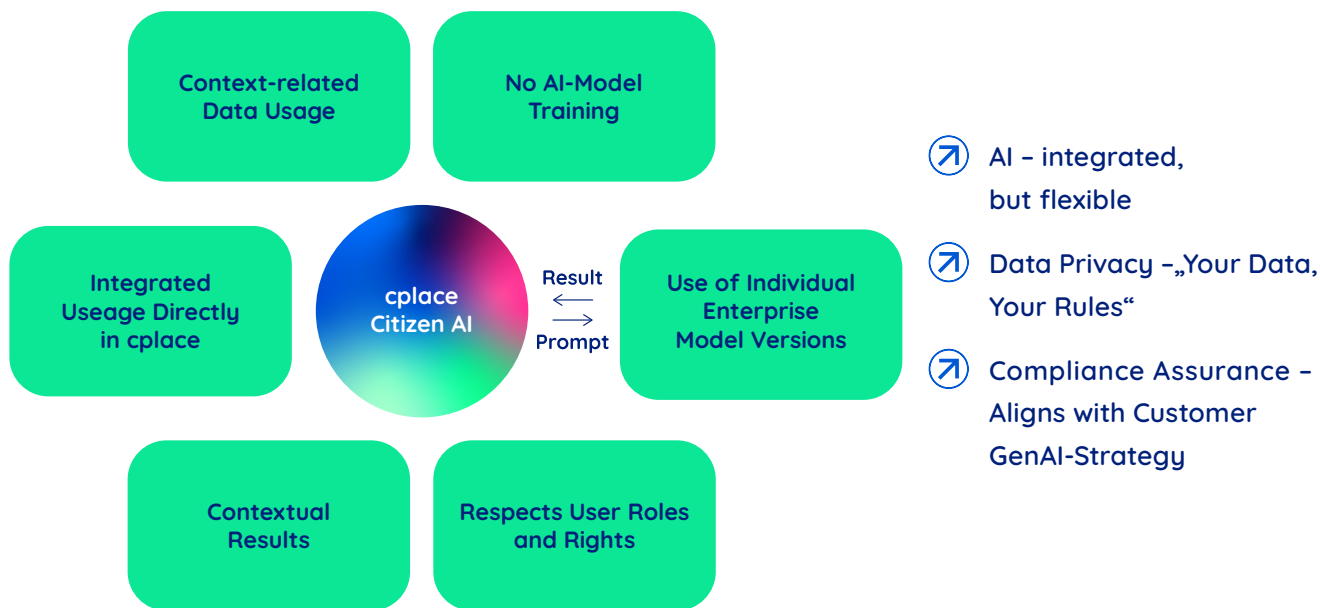 Context-related
Data Usage
No AI-Model
Training
Integrated
Useage Directly
in cplace
cplace
Citizen AI
Result
Prompt
Use of Individual
Enterprise
Model Versions
Contextual
Results
Respects User Roles
and Rights
AI – integrated,
but flexible
Data Privacy –„Your Data,
Your Rules“
Compliance Assurance –
Aligns with Customer
GenAI-Strategy